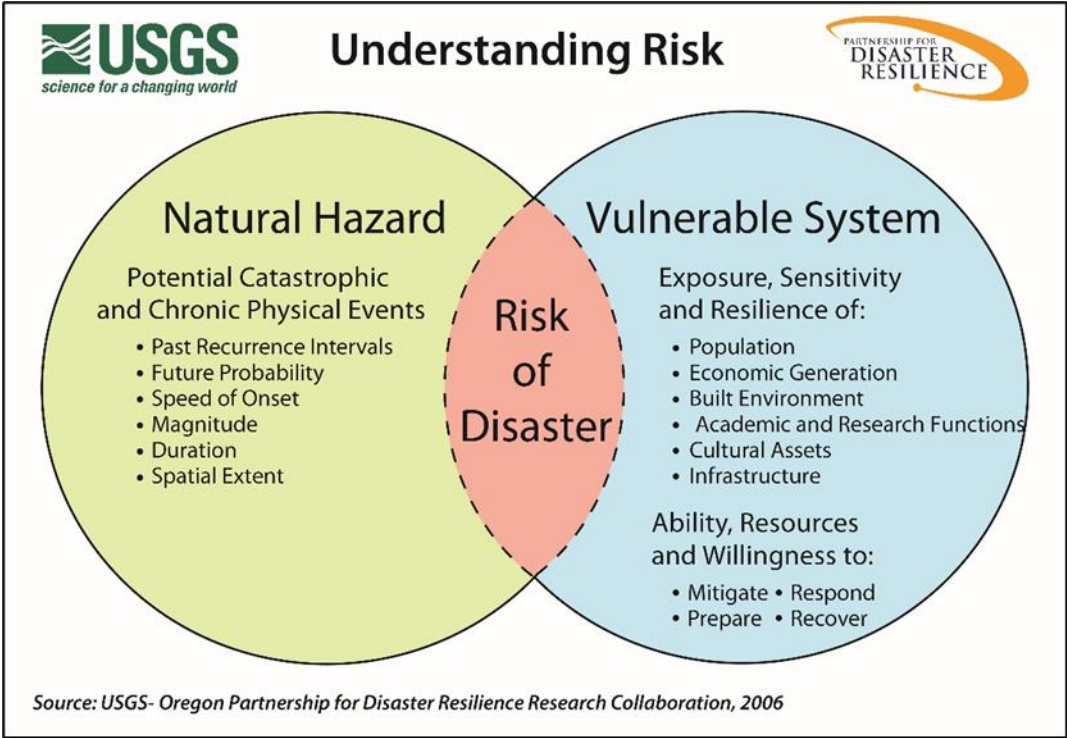 USGS
science for a changing world
Understanding Risk
PARTNERSHIP FOR
DISASTER
RESILIENCE
Natural Hazard
Potential Catastrophic
and Chronic Physical Events
• Past Recurrence Intervals
• Future Probability
• Speed of Onset
• Magnitude
• Duration
• Spatial Extent
Risk
of
Disaster
Vulnerable System
Exposure, Sensitivity
and Resilience of:
• Population
• Economic Generation
• Built Environment
• Academic and Research Functions
• Cultural Assets
• Infrastructure
Ability, Resources
and Willingness to:
• Mitigate • Respond
• Prepare • Recover
Source: USGS- Oregon Partnership for Disaster Resilience Research Collaboration, 2006